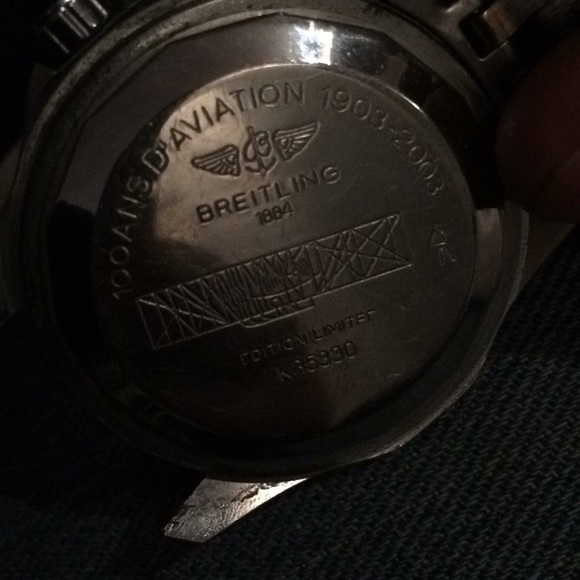 100 ANS D'AVIATION 1903-2003
BREITLING
1884
EDITION LIMITEE